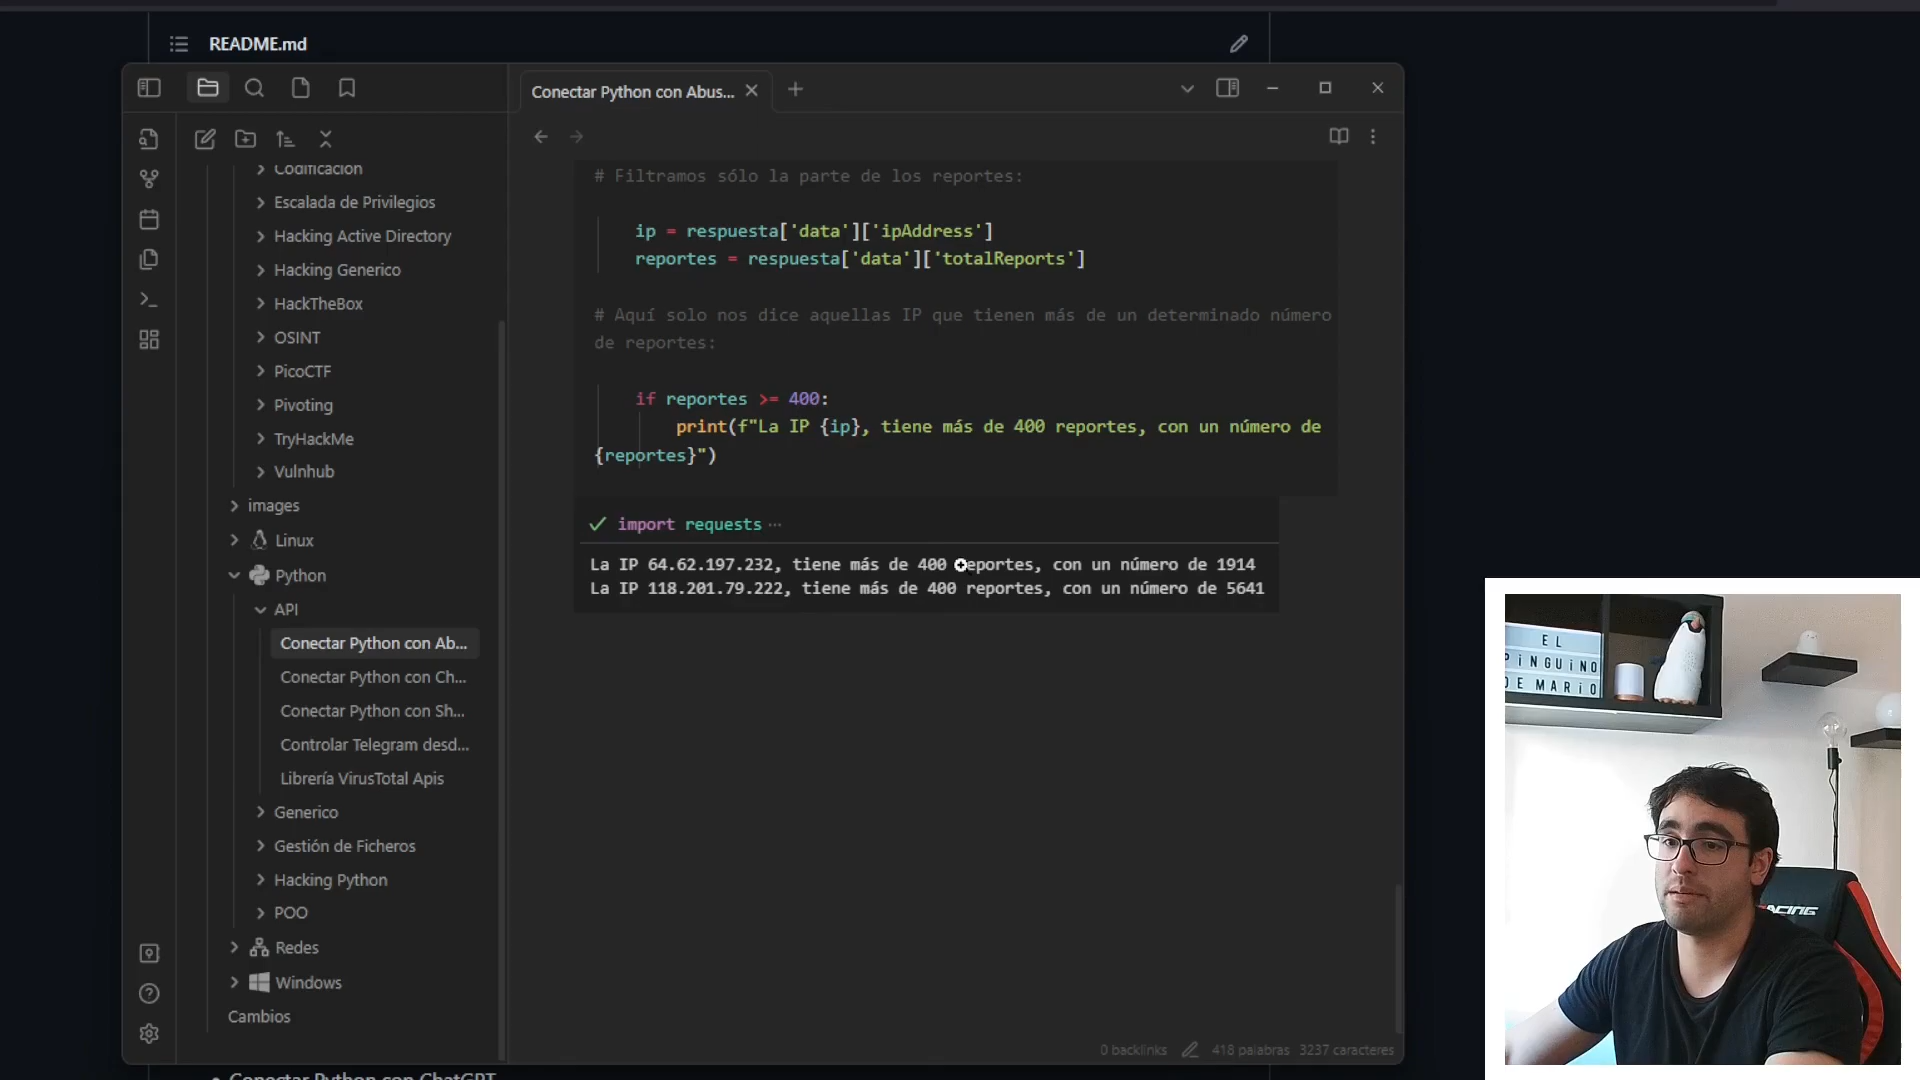 README.md
Conectar Python con Abus...
Codificación
Escalada de Privilegios
Hacking Active Directory
Hacking Generico
HackTheBox
OSINT
PicoCTF
Pivoting
TryHackMe
Vulnhub
images
Linux
Python
API
Conectar Python con Ab...
Conectar Python con Ch...
Conectar Python con Sh...
Controlar Telegram desd...
Librería VirusTotal Apis
Generico
Gestión de Ficheros
Hacking Python
POO
Redes
Windows
Cambios
# Filtramos sólo la parte de los reportes:
ip = respuesta['data']['ipAddress']
reportes = respuesta['data']['totalReports']
# Aquí solo nos dice aquellas IP que tienen más de un determinado número
de reportes:
if reportes >= 400:
print(f"La IP {ip}, tiene más de 400 reportes, con un número de
{reportes}")
import requests ...
La IP 64.62.197.232, tiene más de 400 reportes, con un número de 1914
La IP 118.201.79.222, tiene más de 400 reportes, con un número de 5641
0 backlinks 418 palabras 3237 caracteres
Conectar Python con ChatGPT
EL
PiNGUiNO
DE MARiO
ACING